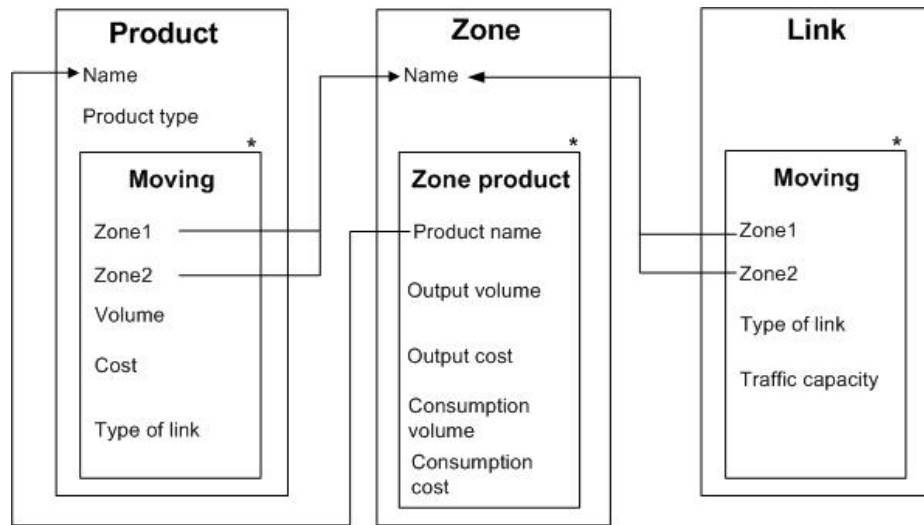 Product
Name
Product type
*
Moving
Zone1
Zone2
Volume
Cost
Type of link
Zone
Name
*
Zone product
Product name
Output volume
Output cost
Consumption
volume
Consumption
cost
Link
*
Moving
Zone1
Zone2
Type of link
Traffic capacity